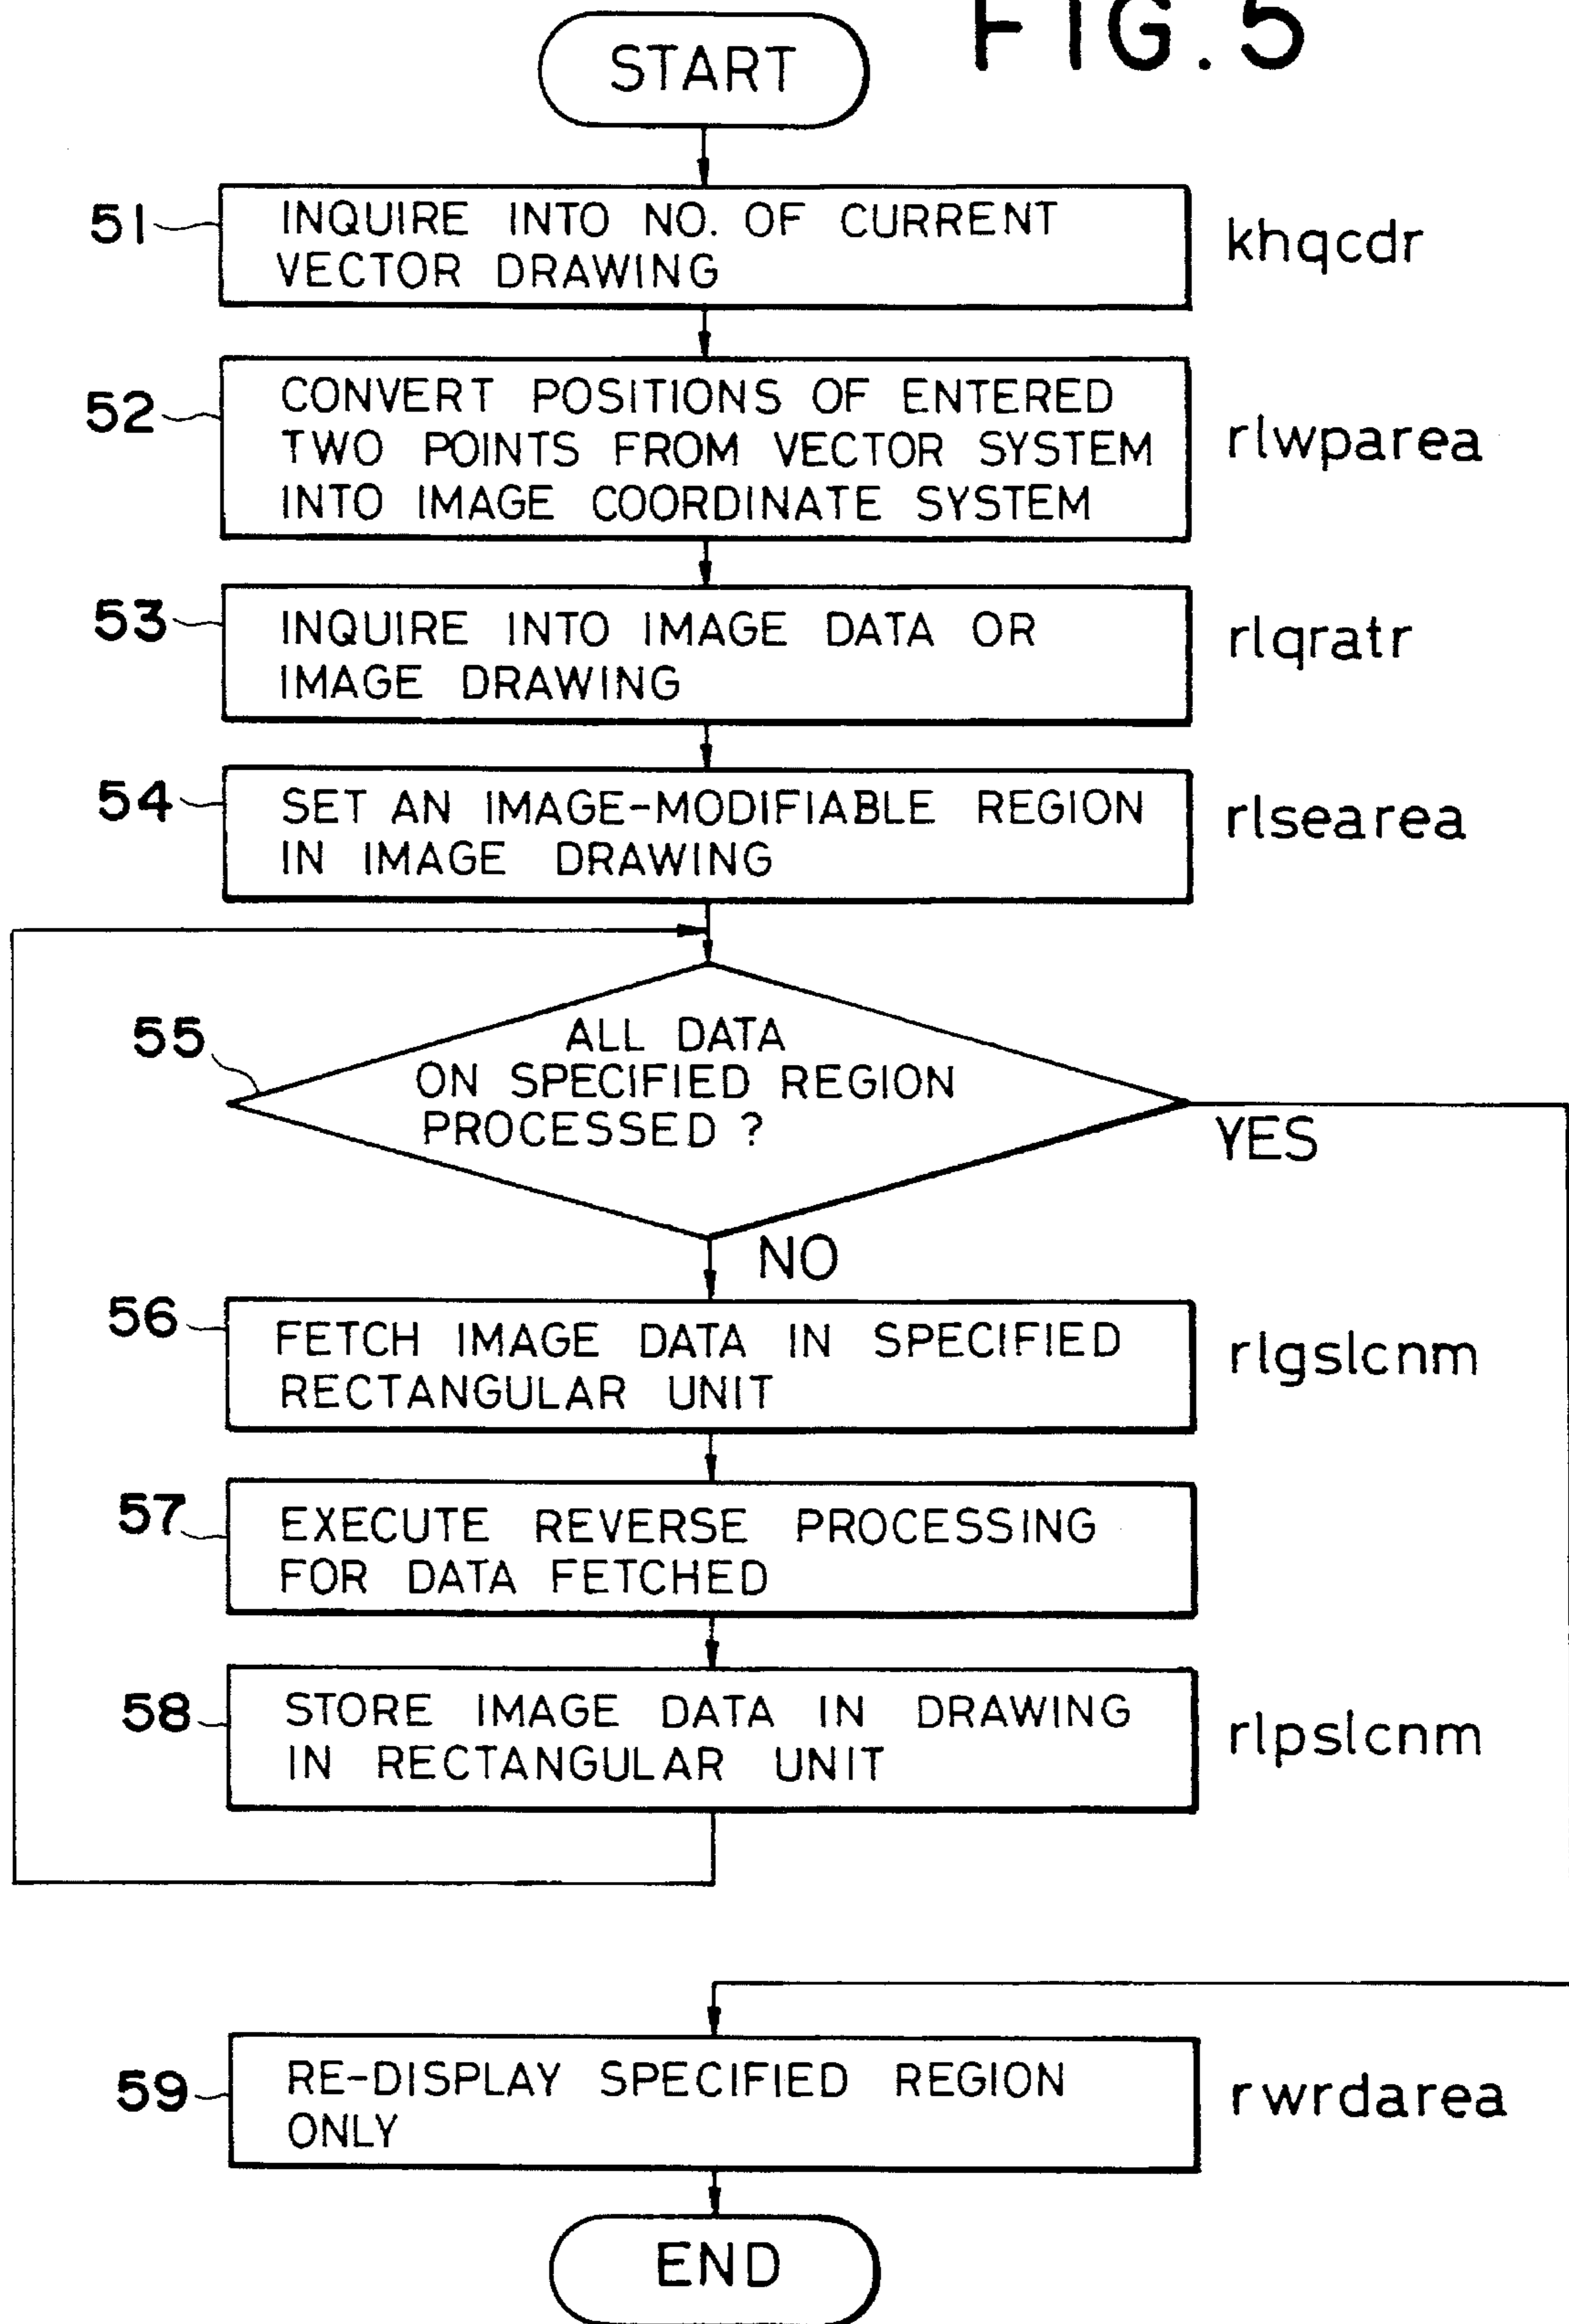 FIG. 5
START
51
INQUIRE INTO NO. OF CURRENT
VECTOR DRAWING
khqcdr
52
CONVERT POSITIONS OF ENTERED
TWO POINTS FROM VECTOR SYSTEM
INTO IMAGE COORDINATE SYSTEM
rlwparea
53
INQUIRE INTO IMAGE DATA OR
IMAGE DRAWING
rlqratr
54
SET AN IMAGE-MODIFIABLE REGION
IN IMAGE DRAWING
rlsearea
55
ALL DATA
ON SPECIFIED REGION
PROCESSED ?
YES
NO
56
FETCH IMAGE DATA IN SPECIFIED
RECTANGULAR UNIT
rlgslcnm
57
EXECUTE REVERSE PROCESSING
FOR DATA FETCHED
58
STORE IMAGE DATA IN DRAWING
IN RECTANGULAR UNIT
rlpslcnm
59
RE-DISPLAY SPECIFIED REGION
ONLY
rwrdarea
END